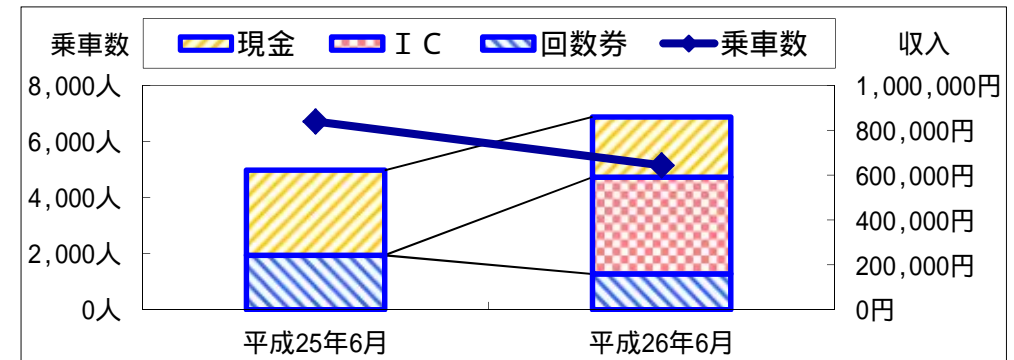 乗車数 現金 ＩＣ 回数券 乗車数 収入
8,000人 1,000,000円
6,000人 800,000円
4,000人 600,000円
2,000人 400,000円
0人 200,000円
0円
平成25年6月 平成26年6月